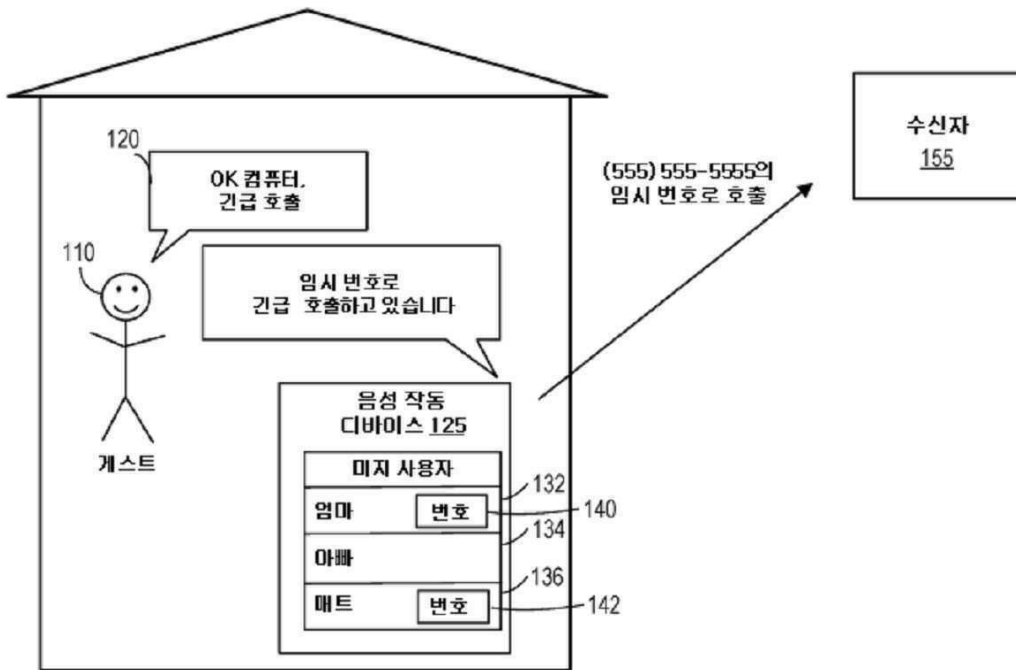 120
OK 컴퓨터,
긴급 호출
110
임시 번호로
긴급 호출하고 있습니다
게스트
음성 작동
디바이스 125
미지 사용자
132
엄마 번호
140
134
아빠
136
매트 번호
142
(555) 555-5555의
임시 번호로 호출
수신자
155